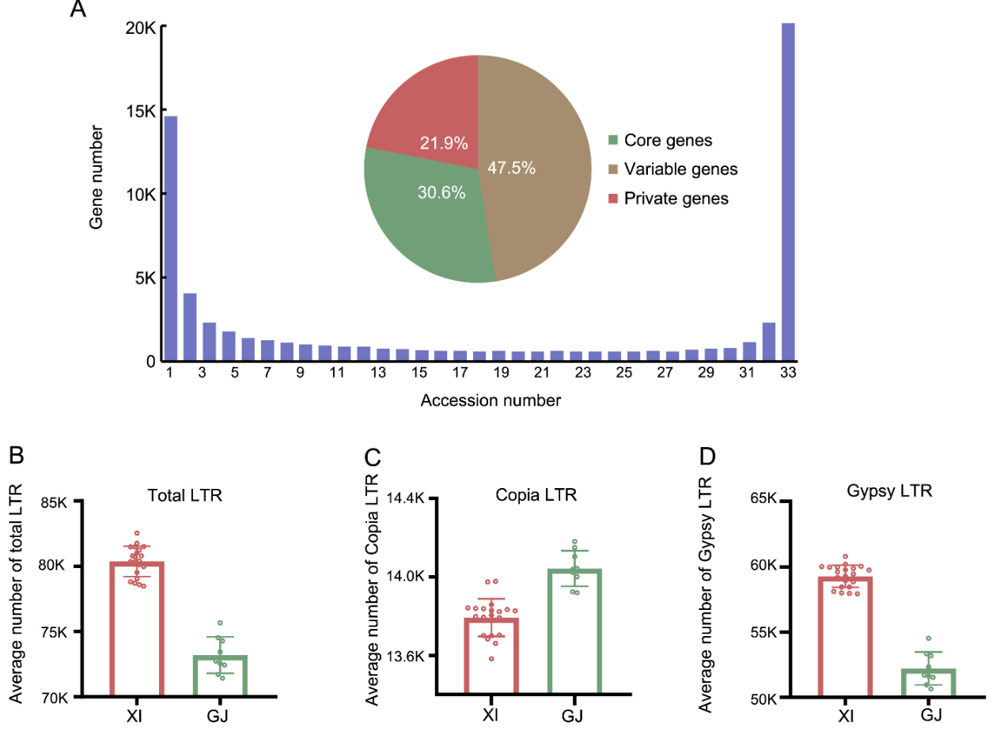 A
20K
15K
10K
5K
0
Gene number
21.9%
47.5%
30.6%
Core genes
Variable genes
Private genes
1 3 5 7 9 11 13 15 17 19 21 23 25 27 29 31 33
Accession number
B
Total LTR
Average number of total LTR
85K
80K
75K
70K
XI GJ
C
Copia LTR
Average number of Copia LTR
14.4K
14.0K
13.6K
XI GJ
D
Gypsy LTR
Average number of Gypsy LTR
65K
60K
55K
50K
XI GJ